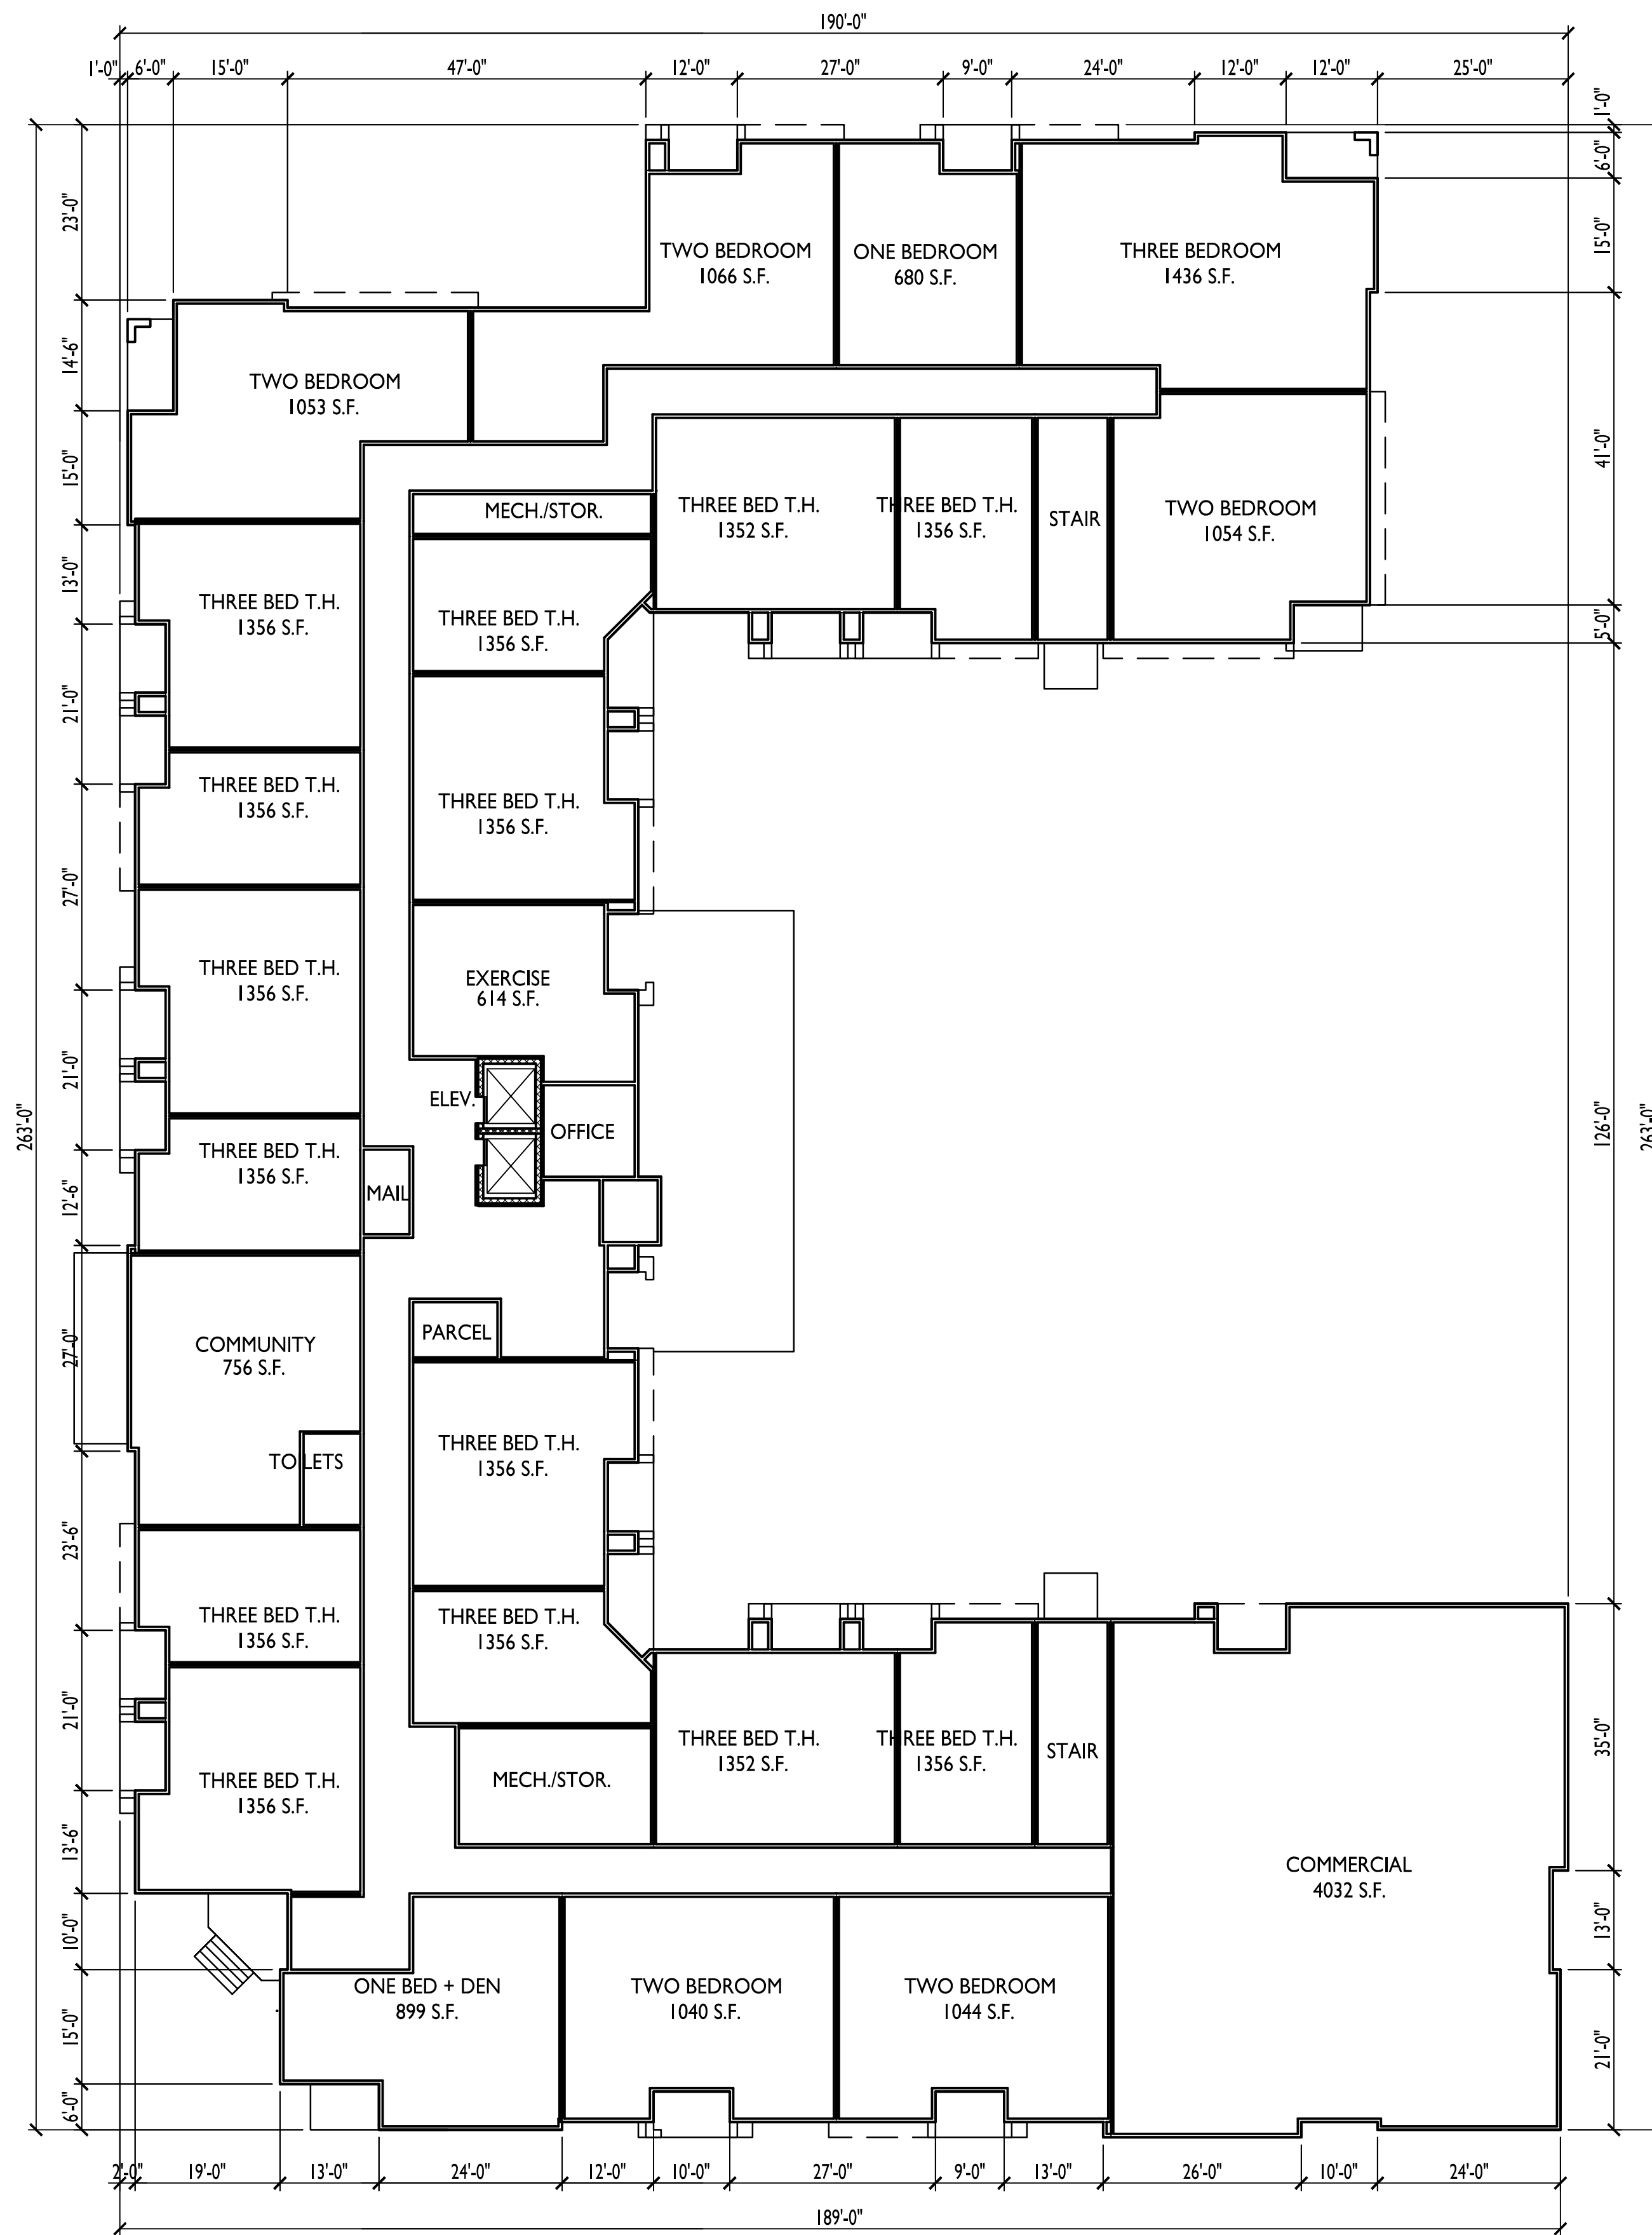 190'-0"
1'-0" 6'-0" 15'-0" 47'-0" 12'-0" 27'-0" 9'-0" 24'-0" 12'-0" 12'-0" 25'-0"
1'-0"
6'-0"
15'-0"
41'-0"
5'-0"
126'-0"
263'-0"
35'-0"
13'-0"
21'-0"
23'-0"
14'-6"
15'-0"
13'-0"
21'-0"
27'-0"
21'-0"
12'-6"
27'-0"
23'-6"
21'-0"
13'-6"
10'-0"
15'-0"
6'-0"
263'-0"
TWO BEDROOM
1066 S.F.
ONE BEDROOM
680 S.F.
THREE BEDROOM
1436 S.F.
TWO BEDROOM
1053 S.F.
MECH./STOR.
THREE BED T.H.
1352 S.F.
THREE BED T.H.
1356 S.F.
STAIR
TWO BEDROOM
1054 S.F.
THREE BED T.H.
1356 S.F.
THREE BED T.H.
1356 S.F.
THREE BED T.H.
1356 S.F.
THREE BED T.H.
1356 S.F.
THREE BED T.H.
1356 S.F.
EXERCISE
614 S.F.
ELEV.
OFFICE
THREE BED T.H.
1356 S.F.
MAIL
PARCEL
COMMUNITY
756 S.F.
TOILETS
THREE BED T.H.
1356 S.F.
THREE BED T.H.
1356 S.F.
THREE BED T.H.
1356 S.F.
THREE BED T.H.
1356 S.F.
MECH./STOR.
THREE BED T.H.
1352 S.F.
THREE BED T.H.
1356 S.F.
STAIR
COMMERCIAL
4032 S.F.
ONE BED + DEN
899 S.F.
TWO BEDROOM
1040 S.F.
TWO BEDROOM
1044 S.F.
2'-0" 19'-0" 13'-0" 24'-0" 12'-0" 10'-0" 27'-0" 9'-0" 13'-0" 26'-0" 10'-0" 24'-0"
189'-0"